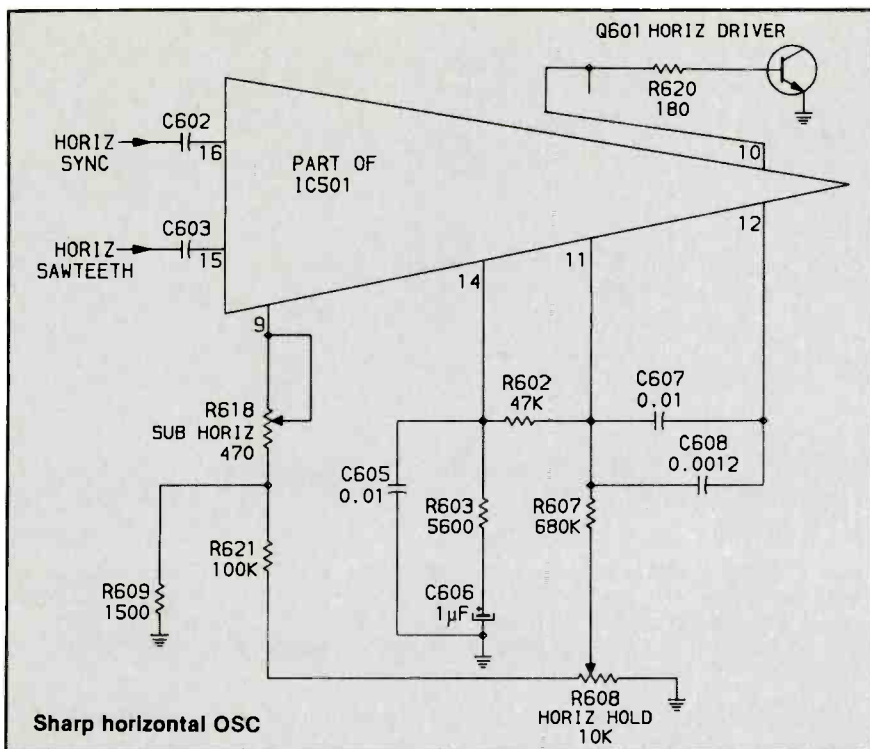 Q601 HORIZ DRIVER
R620
180
C602
HORIZ
SYNC
16
PART OF
IC501
10
C603
HORIZ
SAWTEETH
15
12
14
11
9
R618
SUB HORIZ
470
R602
47K
C607
0.01
C608
0.0012
C605
0.01
R603
5600
R607
680K
R621
100K
R609
1500
C606
+
1µF
R608
HORIZ HOLD
10K
Sharp horizontal OSC